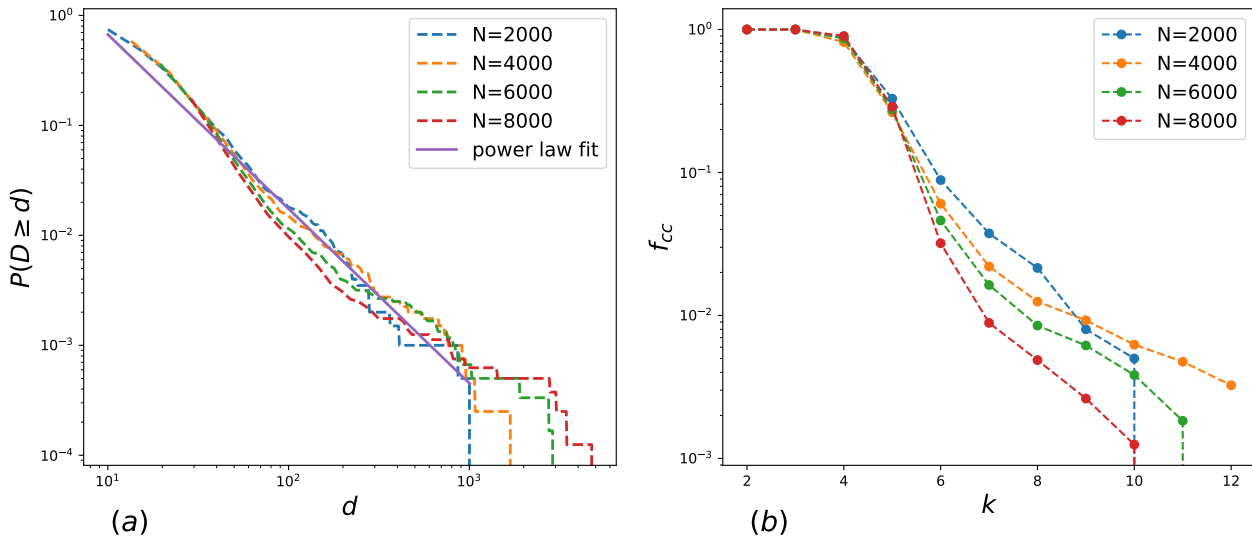 10⁰
10⁻¹
10⁻²
10⁻³
10⁻⁴
P(D ≥ d)
10¹
10²
10³
d
(a)
N=2000
N=4000
N=6000
N=8000
power law fit
10⁰
10⁻¹
10⁻²
10⁻³
f_cc
2 4 6 8 10 12
k
(b)
N=2000
N=4000
N=6000
N=8000